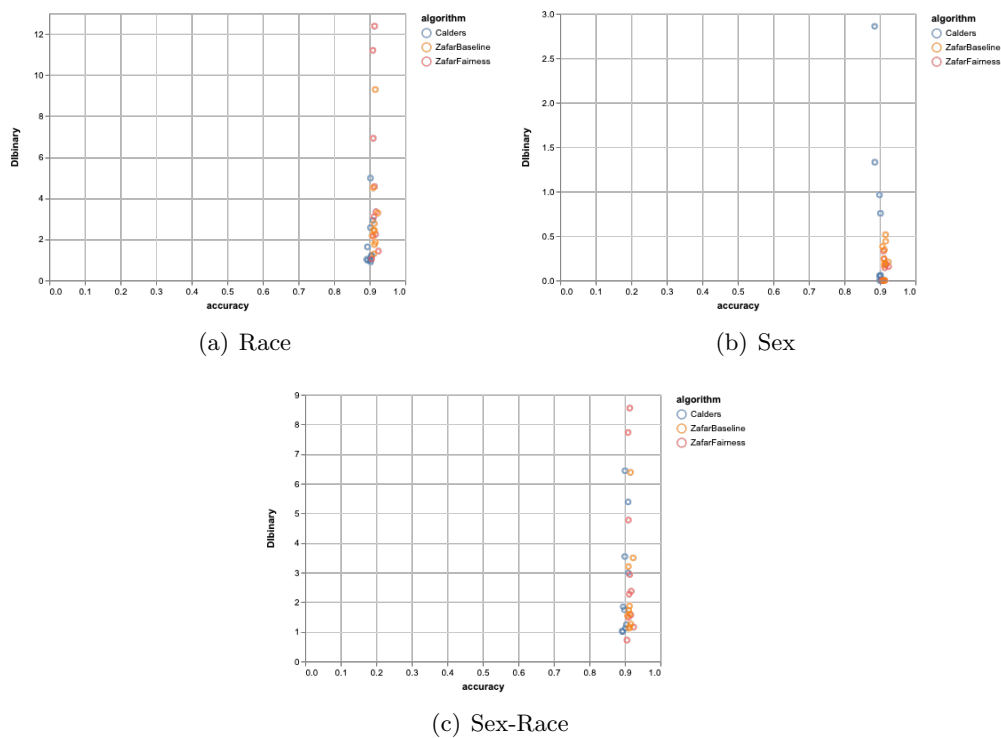 algorithm
Calders
ZafarBaseline
ZafarFairness
DIbinary
12
10
8
6
4
2
0
0.0 0.1 0.2 0.3 0.4 0.5 0.6 0.7 0.8 0.9 1.0
accuracy
(a) Race
algorithm
Calders
ZafarBaseline
ZafarFairness
DIbinary
3.0
2.5
2.0
1.5
1.0
0.5
0.0
0.0 0.1 0.2 0.3 0.4 0.5 0.6 0.7 0.8 0.9 1.0
accuracy
(b) Sex
algorithm
Calders
ZafarBaseline
ZafarFairness
DIbinary
9
8
7
6
5
4
3
2
1
0
0.0 0.1 0.2 0.3 0.4 0.5 0.6 0.7 0.8 0.9 1.0
accuracy
(c) Sex-Race